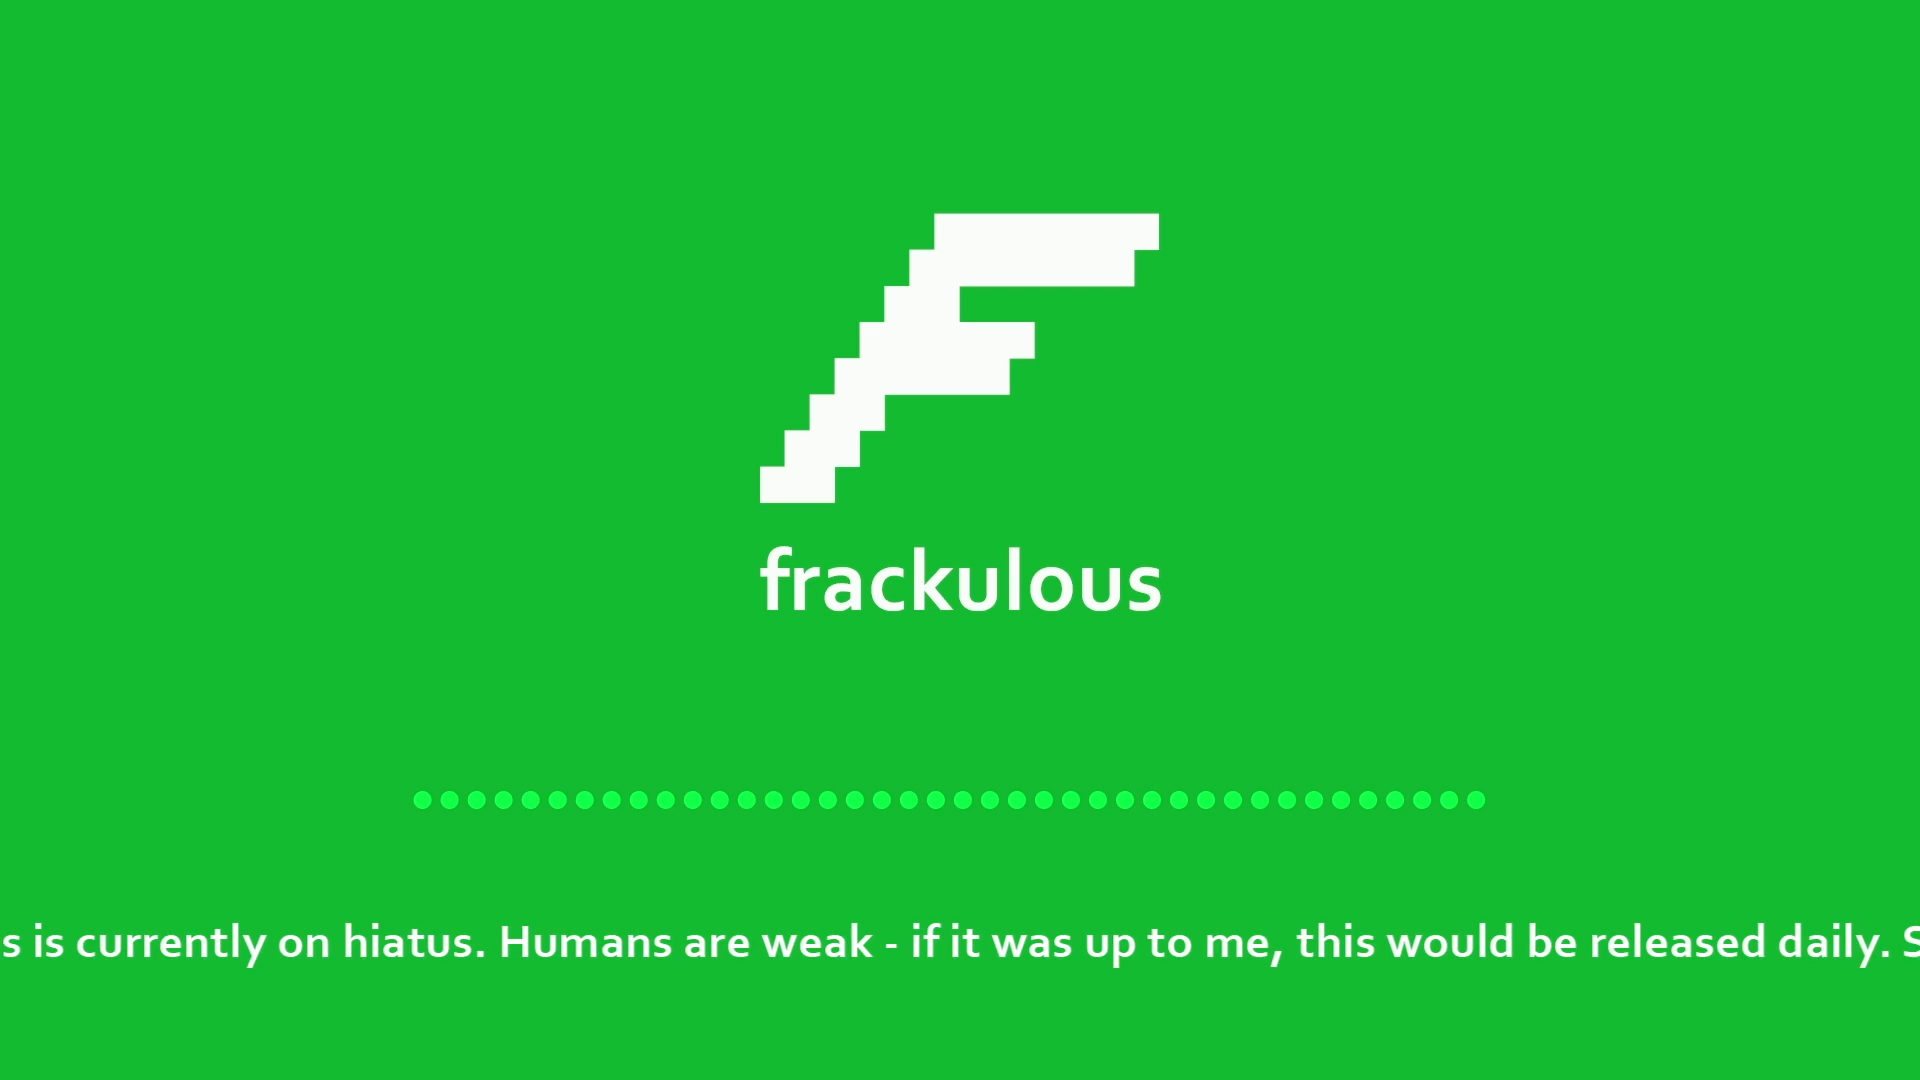 frackulous
s is currently on hiatus. Humans are weak - if it was up to me, this would be released daily. S